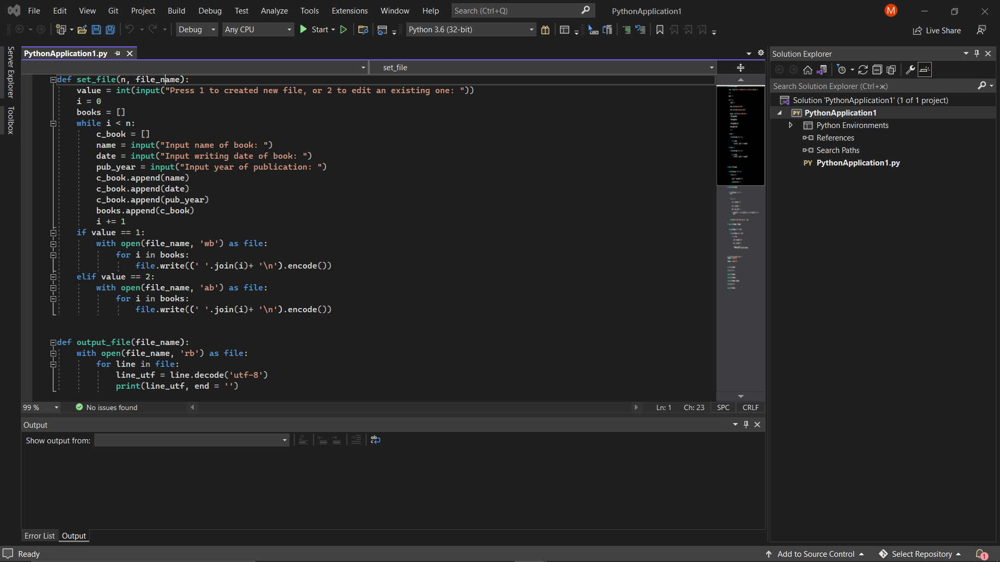 File Edit View Git Project Build Debug Test Analyze Tools Extensions Window Help Search (Ctrl+Q) PythonApplication1 M
Debug Any CPU Start Python 3.6 (32-bit) Live Share
Server Explorer
Toolbox
PythonApplication1.py
set_file
def set_file(n, file_name):
value = int(input("Press 1 to created new file, or 2 to edit an existing one: "))
i = 0
books = []
while i < n:
c_book = []
name = input("Input name of book: ")
date = input("Input writing date of book: ")
pub_year = input("Input year of publication: ")
c_book.append(name)
c_book.append(date)
c_book.append(pub_year)
books.append(c_book)
i += 1
if value == 1:
with open(file_name, 'wb') as file:
for i in books:
file.write((' '.join(i)+ '\n').encode())
elif value == 2:
with open(file_name, 'ab') as file:
for i in books:
file.write((' '.join(i)+ '\n').encode())
def output_file(file_name):
with open(file_name, 'rb') as file:
for line in file:
line_utf = line.decode('utf-8')
print(line_utf, end = '')
99 % No issues found Ln: 1 Ch: 23 SPC CRLF
Output
Show output from:
Error List Output
Solution Explorer
Search Solution Explorer (Ctrl+ж)
Solution 'PythonApplication1' (1 of 1 project)
PY PythonApplication1
Python Environments
References
Search Paths
PY PythonApplication1.py
Ready Add to Source Control Select Repository 1